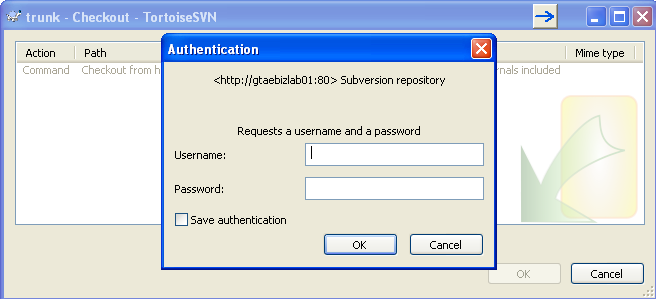 trunk - Checkout - TortoiseSVN
Action Path Mime type
Command Checkout from h nals included
Authentication
<http://gtaebizlab01:80> Subversion repository
Requests a username and a password
Username:
Password:
Save authentication
OK Cancel
OK Cancel